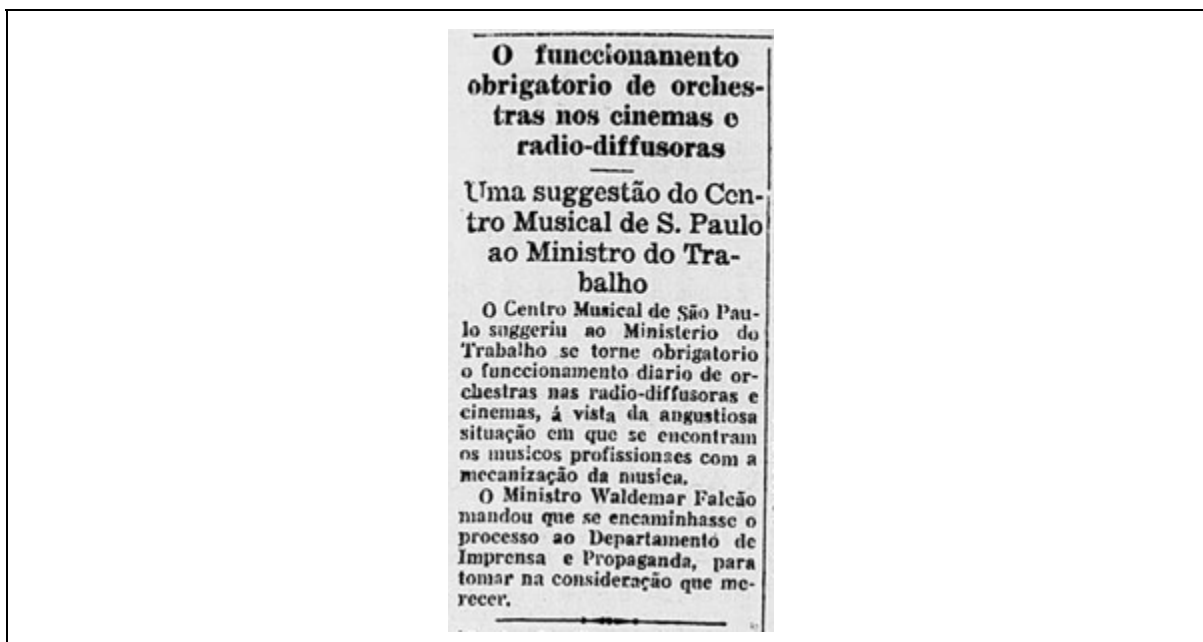 O funccionamento
obrigatorio de orches-
tras nos cinemas e
radio-diffusoras
Uma suggestão do Cen-
tro Musical de S. Paulo
ao Ministro do Tra-
balho
O Centro Musical de São Pau-
lo suggeriu ao Ministerio do
Trabalho se torne obrigatorio
o funccionamento diario de or-
chestras nas radio-diffusoras e
cinemas, á vista da angustiosa
situação em que se encontram
os musicos profissionaes com a
mecanização da musica.
O Ministro Waldemar Falcão
mandou que se encaminhasse o
processo ao Departamento de
Imprensa e Propaganda, para
tomar na consideração que me-
recer.